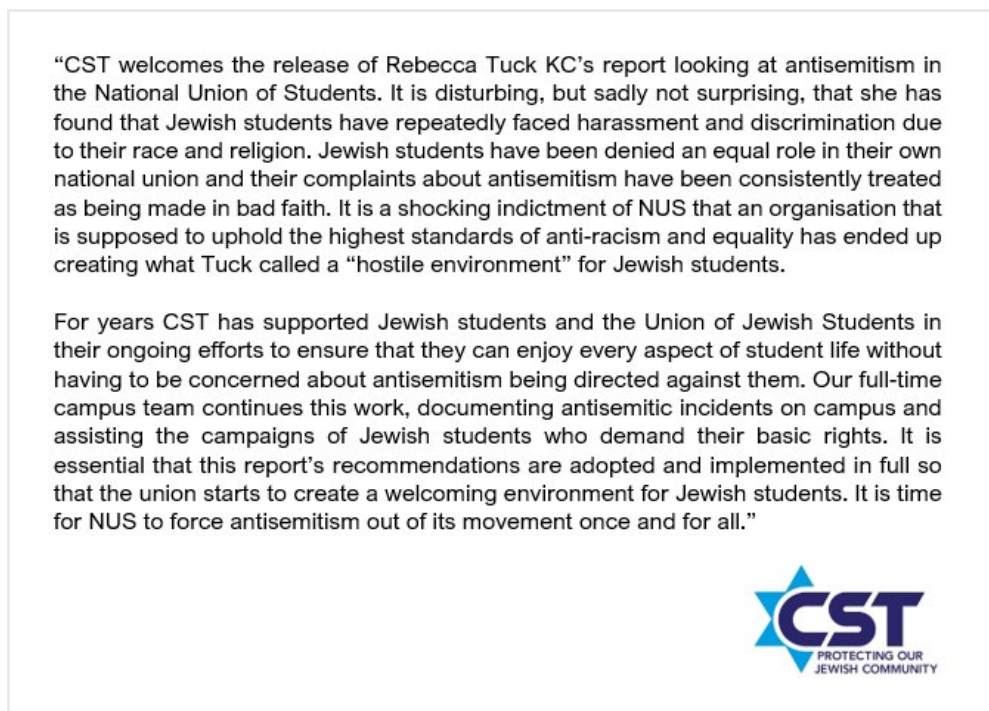 “CST welcomes the release of Rebecca Tuck KC’s report looking at antisemitism in
the National Union of Students. It is disturbing, but sadly not surprising, that she has
found that Jewish students have repeatedly faced harassment and discrimination due
to their race and religion. Jewish students have been denied an equal role in their own
national union and their complaints about antisemitism have been consistently treated
as being made in bad faith. It is a shocking indictment of NUS that an organisation that
is supposed to uphold the highest standards of anti-racism and equality has ended up
creating what Tuck called a “hostile environment” for Jewish students.
For years CST has supported Jewish students and the Union of Jewish Students in
their ongoing efforts to ensure that they can enjoy every aspect of student life without
having to be concerned about antisemitism being directed against them. Our full-time
campus team continues this work, documenting antisemitic incidents on campus and
assisting the campaigns of Jewish students who demand their basic rights. It is
essential that this report’s recommendations are adopted and implemented in full so
that the union starts to create a welcoming environment for Jewish students. It is time
for NUS to force antisemitism out of its movement once and for all.”
CST
PROTECTING OUR
JEWISH COMMUNITY